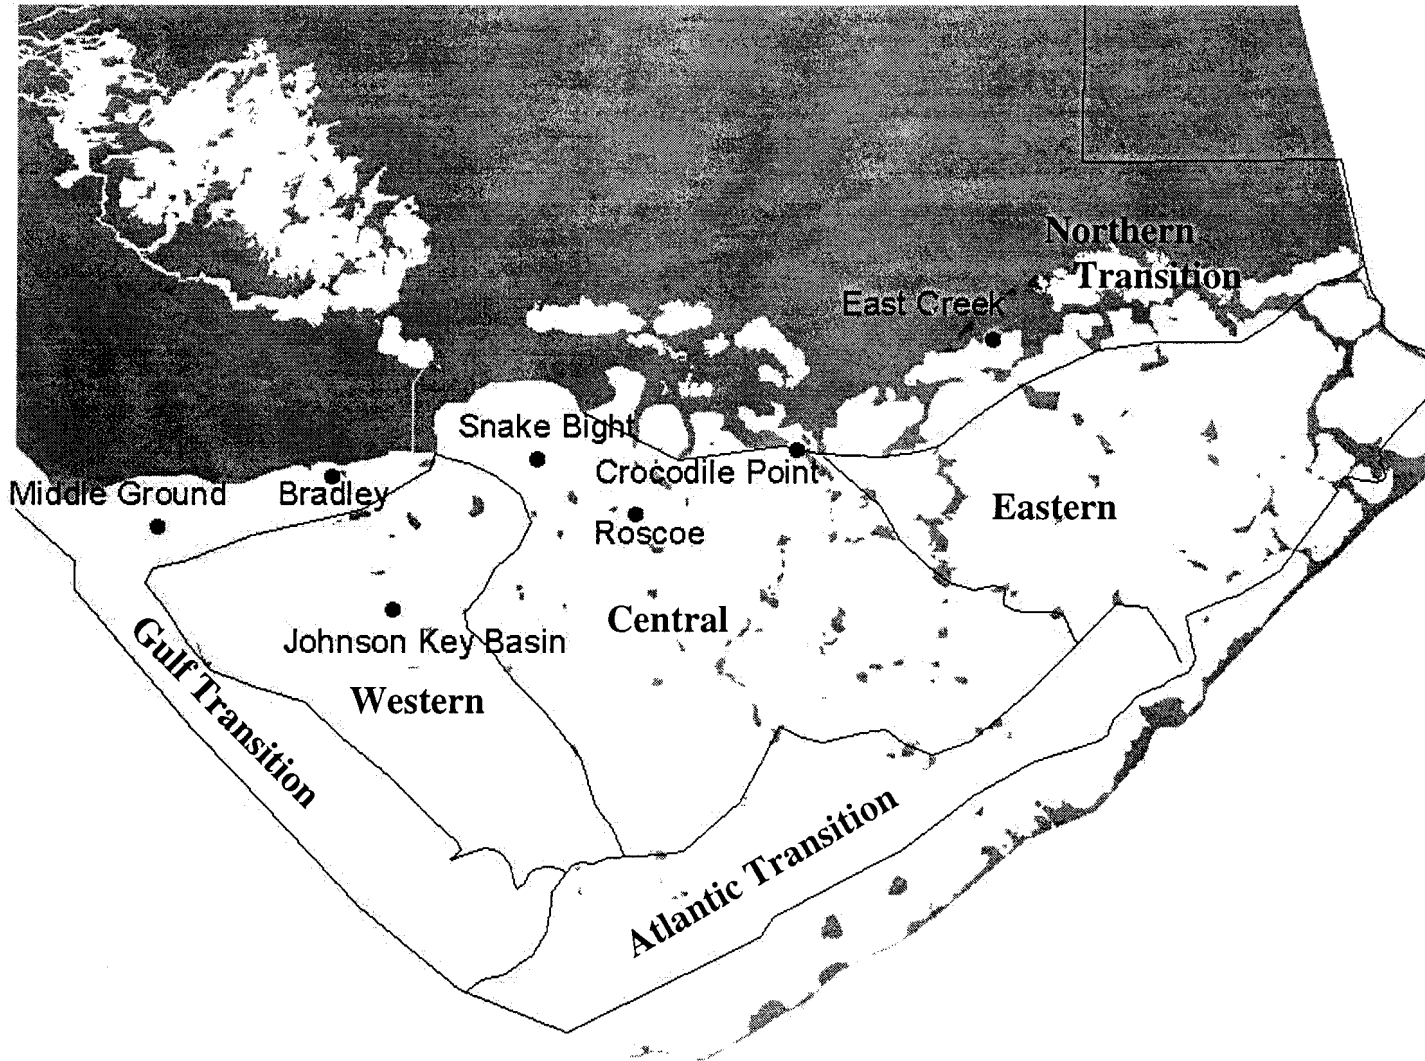 Northern
Transition
East Creek
Snake Bight
Crocodile Point
Middle Ground
Bradley
Eastern
Roscoe
Central
Johnson Key Basin
Western
Gulf Transition
Atlantic Transition